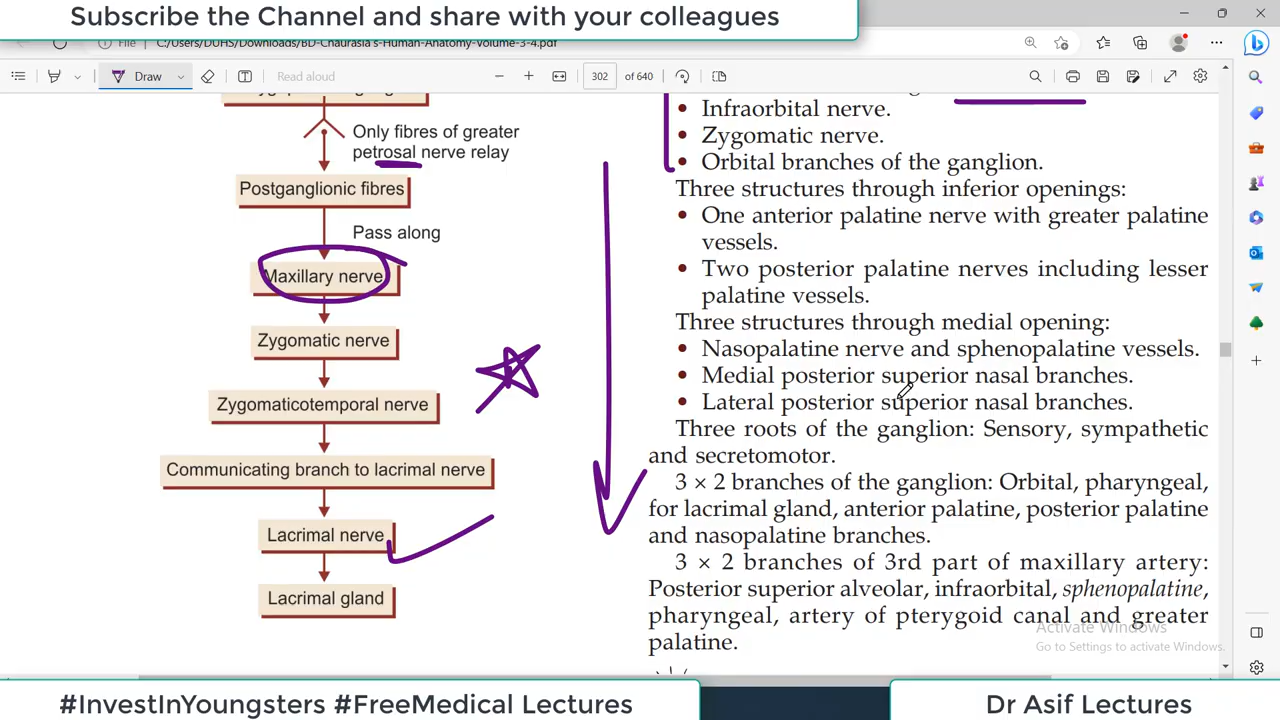 Subscribe the Channel and share with your colleagues
File
C:/Users/DUHS/Downloads/BD-Chaurasia's-Human-Anatomy-Volume-3-4.pdf
Draw
Read aloud
302
of 640
Only fibres of greater
petrosal nerve relay
Postganglionic fibres
Pass along
Maxillary nerve
Zygomatic nerve
Zygomaticotemporal nerve
Communicating branch to lacrimal nerve
Lacrimal nerve
Lacrimal gland
• Infraorbital nerve.
• Zygomatic nerve.
• Orbital branches of the ganglion.
Three structures through inferior openings:
• One anterior palatine nerve with greater palatine
vessels.
• Two posterior palatine nerves including lesser
palatine vessels.
Three structures through medial opening:
• Nasopalatine nerve and sphenopalatine vessels.
• Medial posterior superior nasal branches.
• Lateral posterior superior nasal branches.
Three roots of the ganglion: Sensory, sympathetic
and secretomotor.
3 × 2 branches of the ganglion: Orbital, pharyngeal,
for lacrimal gland, anterior palatine, posterior palatine
and nasopalatine branches.
3 × 2 branches of 3rd part of maxillary artery:
Posterior superior alveolar, infraorbital, sphenopalatine,
pharyngeal, artery of pterygoid canal and greater
palatine.
Activate Windows
Go to Settings to activate Windows.
#InvestInYoungsters #FreeMedical Lectures
Dr Asif Lectures